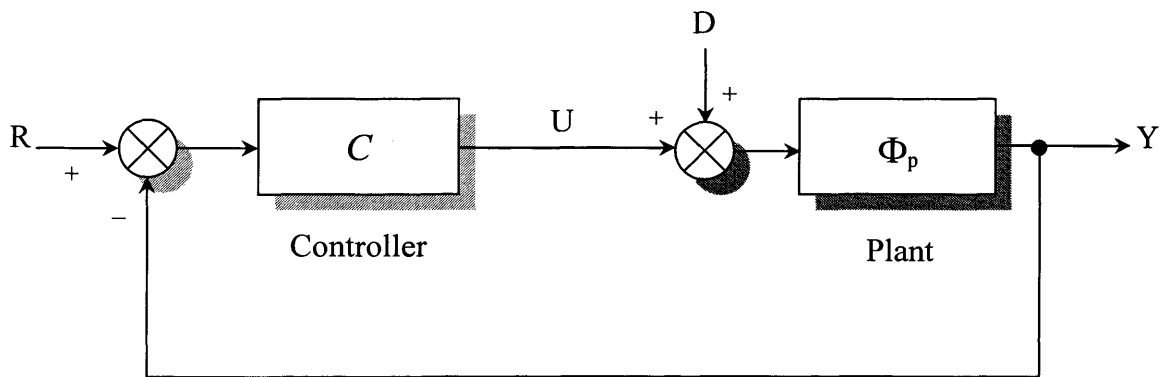 D
+
R
+
−
C
U
+
Φp
Y
Controller
Plant